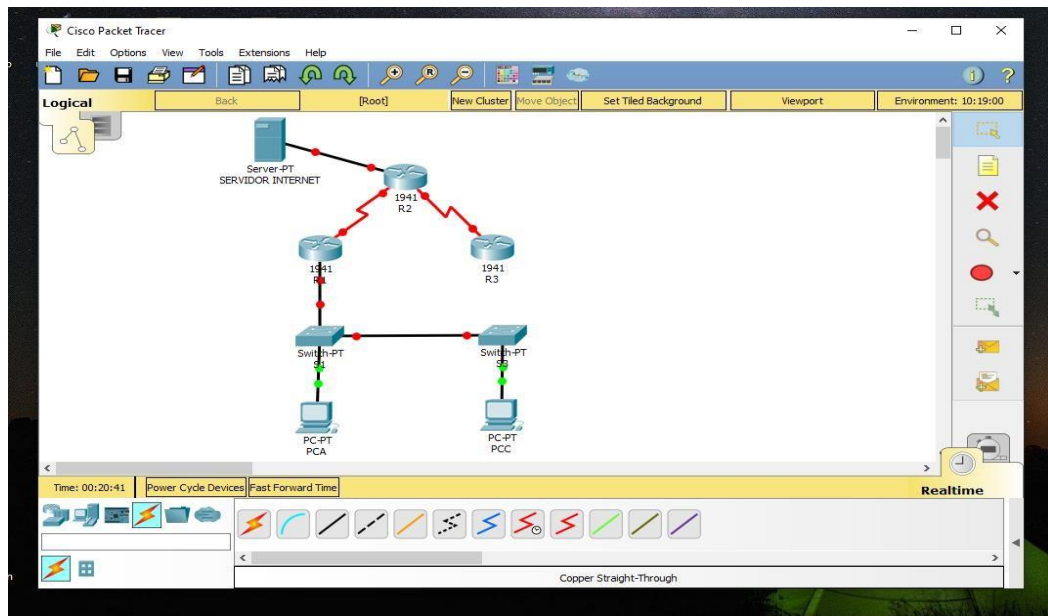 Cisco Packet Tracer
File Edit Options View Tools Extensions Help
Logical Back [Root] New Cluster Move Object Set Tiled Background Viewport Environment: 10:19:00
Server-PT
SERVIDOR INTERNET
1941
R2
1941
R1
1941
R3
Switch-PT
S1
Switch-PT
S3
PC-PT
PCA
PC-PT
PCC
Time: 00:20:41 Power Cycle Devices Fast Forward Time Realtime
Copper Straight-Through